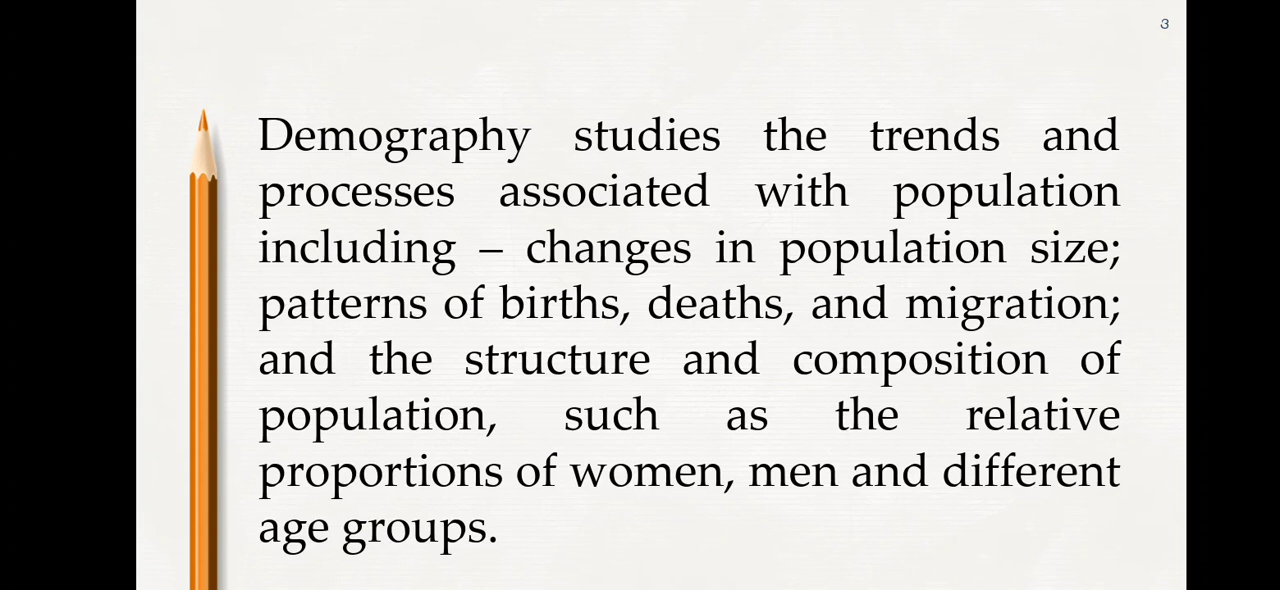 3
Demography studies the trends and
processes associated with population
including – changes in population size;
patterns of births, deaths, and migration;
and the structure and composition of
population, such as the relative
proportions of women, men and different
age groups.